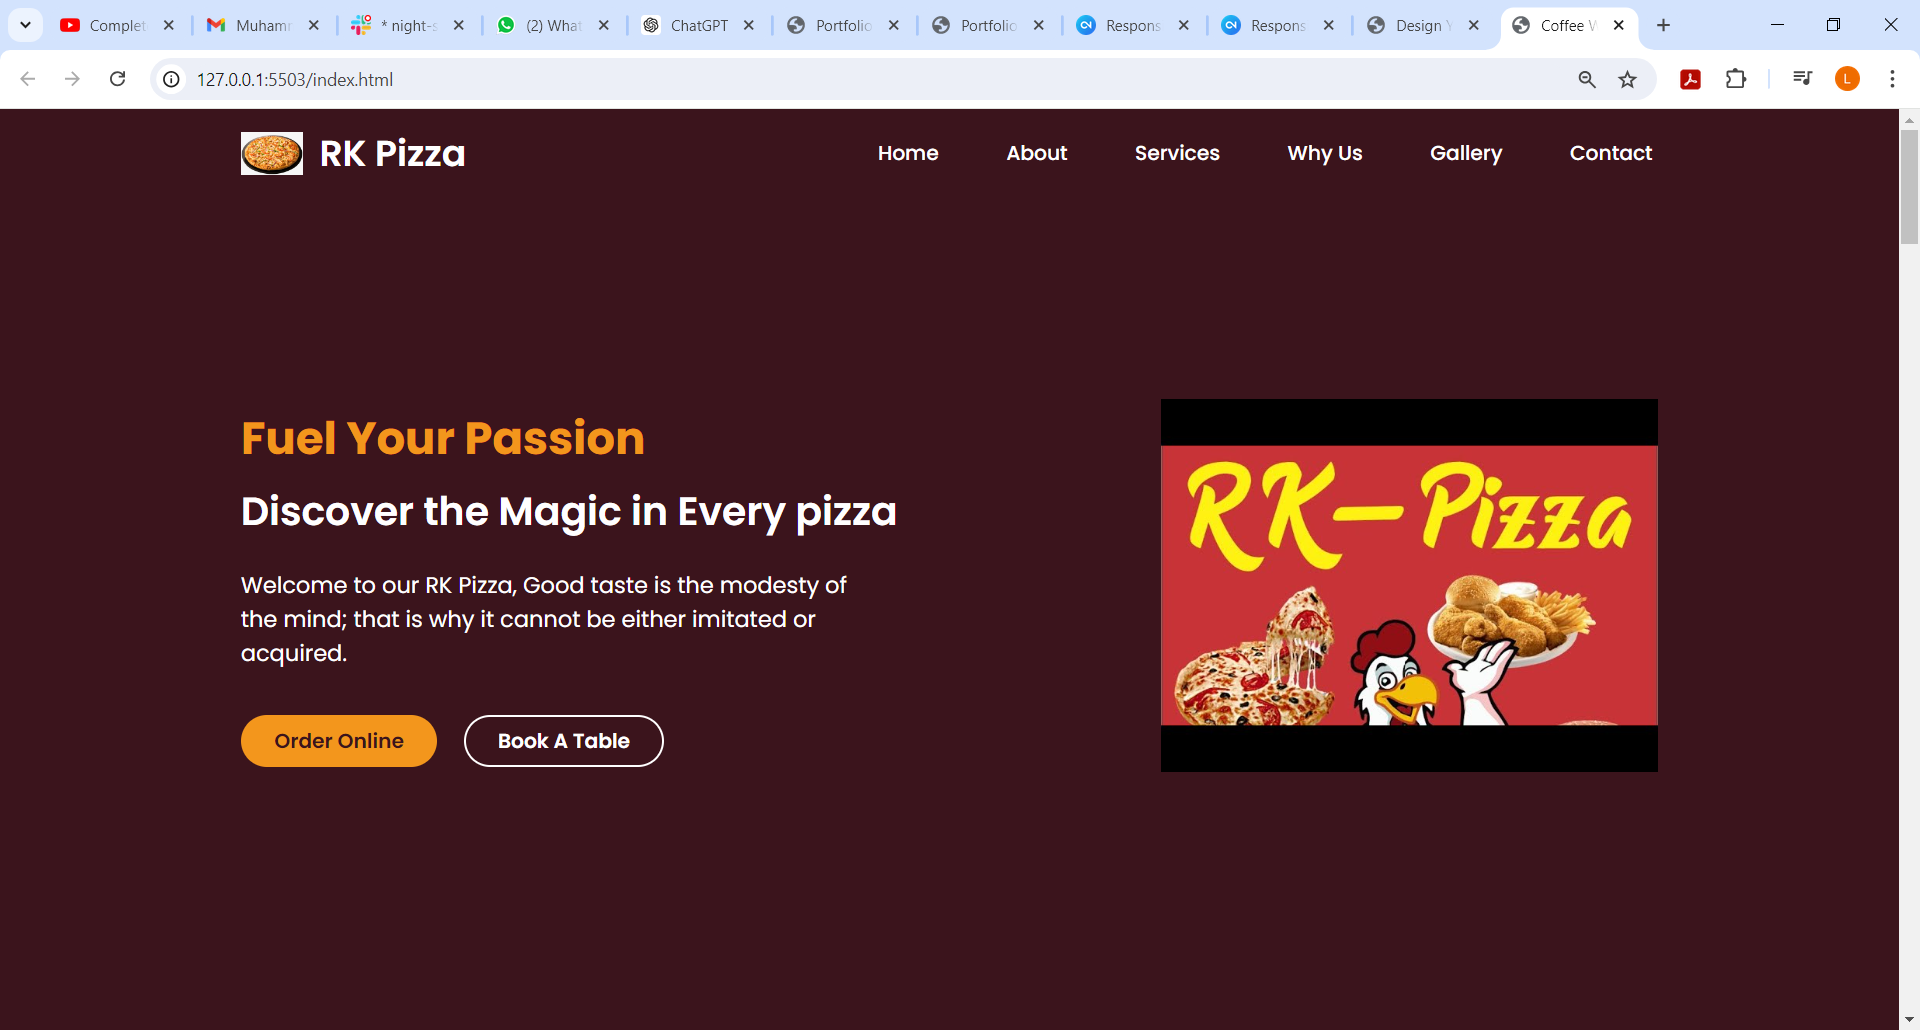 Complet
Muhamm
* night-s
(2) What
ChatGPT
Portfolio
Portfolio
Respons
Respons
Design Y
Coffee W
127.0.0.1:5503/index.html
L
RK Pizza
Home
About
Services
Why Us
Gallery
Contact
Fuel Your Passion
Discover the Magic in Every pizza
Welcome to our RK Pizza, Good taste is the modesty of
the mind; that is why it cannot be either imitated or
acquired.
Order Online
Book A Table
RK-Pizza